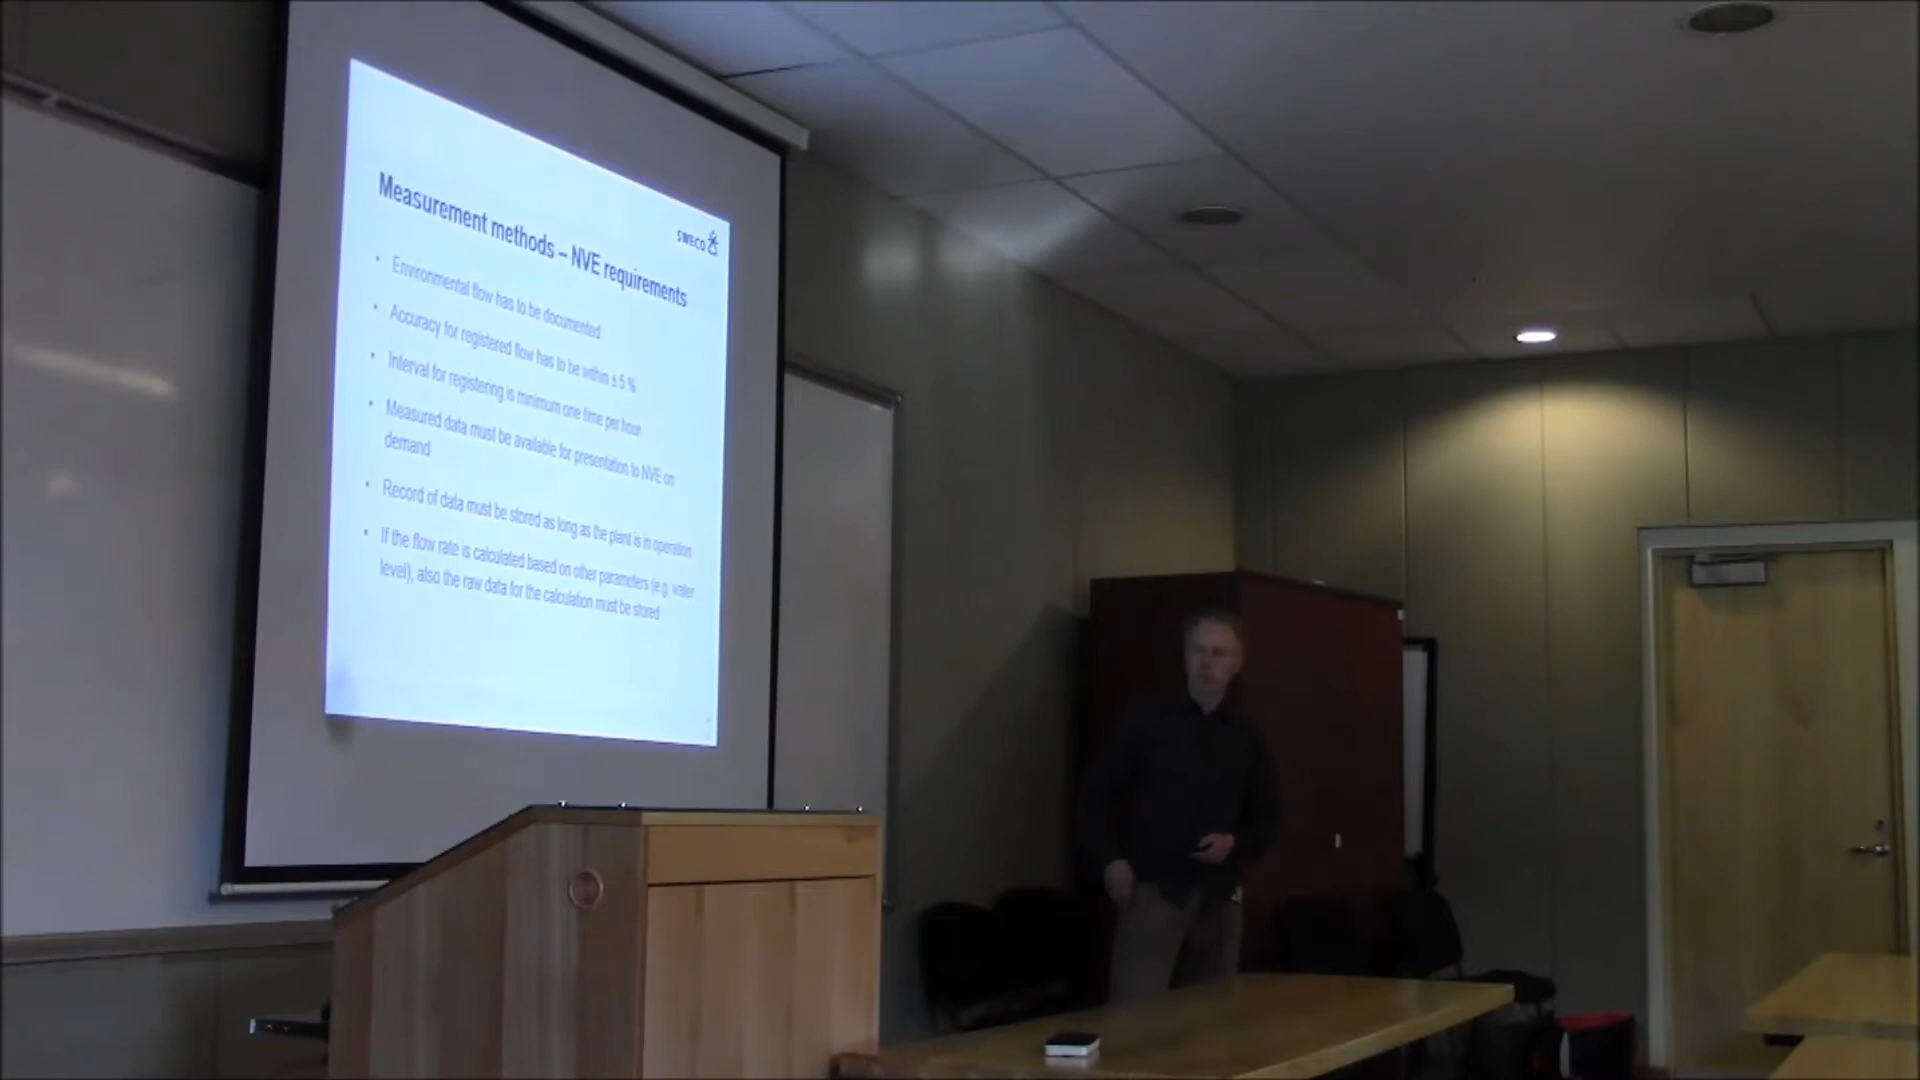 Measurement methods – NVE requirements
SWECO
• Environmental flow has to be documented
• Accuracy for registered flow has to be within ± 5 %
• Interval for registering is minimum one time per hour
• Measured data must be available for presentation to NVE on
demand
• Record of data must be stored as long as the plant is in operation
• If the flow rate is calculated based on other parameters (e.g. water
level), also the raw data for the calculation must be stored